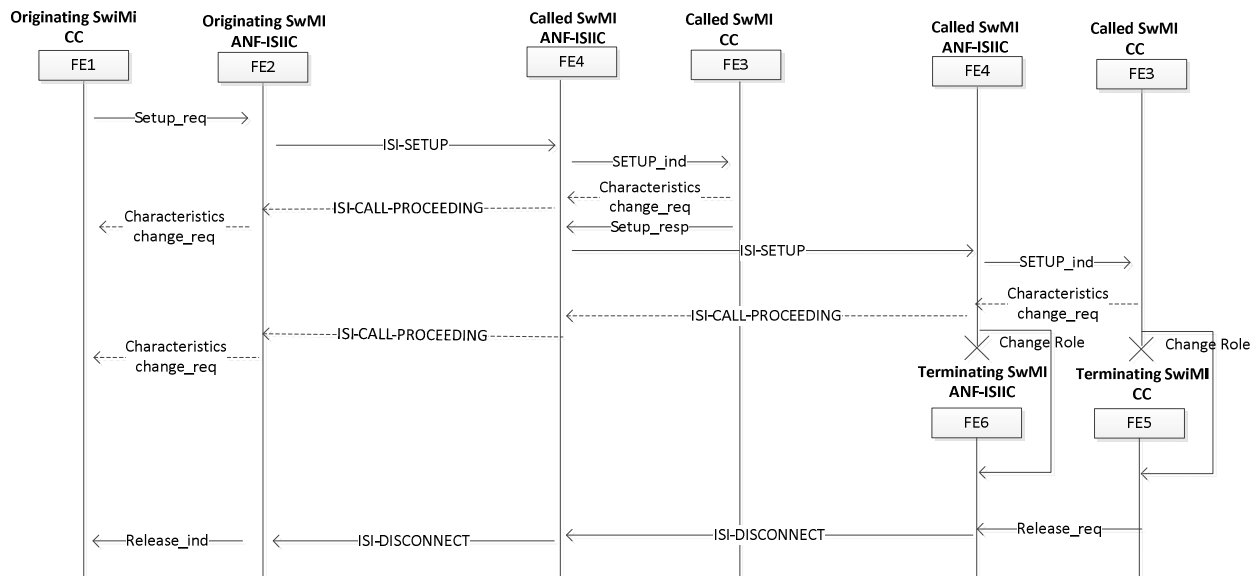 Originating SwiMi
CC
Originating SwMI
ANF-ISIIC
Called SwMI
ANF-ISIIC
Called SwMI
CC
Called SwMI
ANF-ISIIC
Called SwMI
CC
FE1
FE2
FE4
FE3
FE4
FE3
Setup_req
ISI-SETUP
SETUP_ind
Characteristics
change_req
ISI-CALL-PROCEEDING
Characteristics
change_req
Setup_resp
ISI-SETUP
SETUP_ind
Characteristics
change_req
ISI-CALL-PROCEEDING
ISI-CALL-PROCEEDING
Characteristics
change_req
Change Role
Change Role
Terminating SwMI
ANF-ISIIC
Terminating SwiMI
CC
FE6
FE5
Release_req
ISI-DISCONNECT
ISI-DISCONNECT
Release_ind